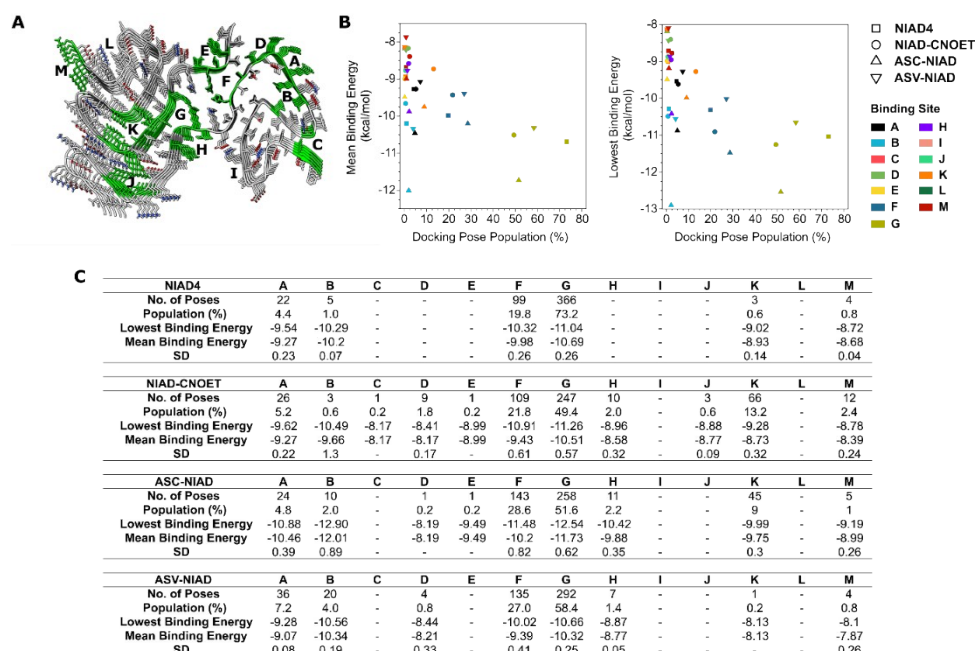 A
L
M
E
D
A
F
B
G
K
H
C
J
I
B
Mean Binding Energy
(kcal/mol)
-8
-9
-10
-11
-12
0 10 20 30 40 50 60 70 80
Docking Pose Population (%)
Lowest Binding Energy
(kcal/mol)
-8
-9
-10
-11
-12
-13
0 10 20 30 40 50 60 70 80
Docking Pose Population (%)
NIAD4
NIAD-CNOET
ASC-NIAD
ASV-NIAD
Binding Site
A H
B I
C J
D K
E L
F M
G
C
NIAD4 A B C D E F G H I J K L M
No. of Poses 22 5 - - - 99 366 - - - 3 - 4
Population (%) 4.4 1.0 - - - 19.8 73.2 - - - 0.6 - 0.8
Lowest Binding Energy -9.54 -10.29 - - - -10.32 -11.04 - - - -9.02 - -8.72
Mean Binding Energy -9.27 -10.2 - - - -9.98 -10.69 - - - -8.93 - -8.68
SD 0.23 0.07 - - - 0.26 0.26 - - - 0.14 - 0.04
NIAD-CNOET A B C D E F G H I J K L M
No. of Poses 26 3 1 9 1 109 247 10 - 3 66 - 12
Population (%) 5.2 0.6 0.2 1.8 0.2 21.8 49.4 2.0 - 0.6 13.2 - 2.4
Lowest Binding Energy -9.62 -10.49 -8.17 -8.41 -8.99 -10.91 -11.26 -8.96 - -8.88 -9.28 - -8.78
Mean Binding Energy -9.27 -9.66 -8.17 -8.17 -8.99 -9.43 -10.51 -8.58 - -8.77 -8.73 - -8.39
SD 0.22 1.3 - 0.17 - 0.61 0.57 0.32 - 0.09 0.32 - 0.24
ASC-NIAD A B C D E F G H I J K L M
No. of Poses 24 10 - 1 1 143 258 11 - - 45 - 5
Population (%) 4.8 2.0 - 0.2 0.2 28.6 51.6 2.2 - - 9 - 1
Lowest Binding Energy -10.88 -12.90 - -8.19 -9.49 -11.48 -12.54 -10.42 - - -9.99 - -9.19
Mean Binding Energy -10.46 -12.01 - -8.19 -9.49 -10.2 -11.73 -9.88 - - -9.75 - -8.99
SD 0.39 0.89 - - - 0.82 0.62 0.35 - - 0.3 - 0.26
ASV-NIAD A B C D E F G H I J K L M
No. of Poses 36 20 - 4 - 135 292 7 - - 1 - 4
Population (%) 7.2 4.0 - 0.8 - 27.0 58.4 1.4 - - 0.2 - 0.8
Lowest Binding Energy -9.28 -10.56 - -8.44 - -10.02 -10.66 -8.87 - - -8.13 - -8.1
Mean Binding Energy -9.07 -10.34 - -8.21 - -9.39 -10.32 -8.77 - - -8.13 - -7.87
SD 0.08 0.19 - 0.33 - 0.41 0.25 0.05 - - - - 0.26